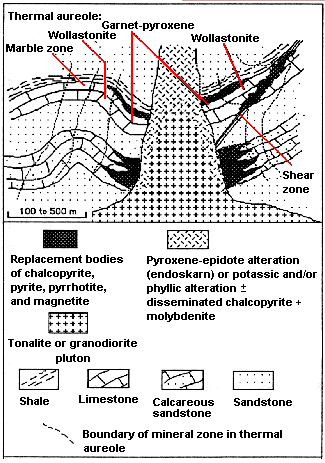 Thermal aureole:
Garnet-pyroxene
Wollastonite
Wollastonite
Marble zone
Shear
zone
100 to 500 m
Replacement bodies
of chalcopyrite,
pyrite, pyrrhotite,
and magnetite
Pyroxene-epidote alteration
(endoskarn) or potassic and/or
phyllic alteration ±
disseminated chalcopyrite +
molybdenite
Tonalite or granodiorite
pluton
Shale
Limestone
Calcareous
sandstone
Sandstone
Boundary of mineral zone in thermal
aureole